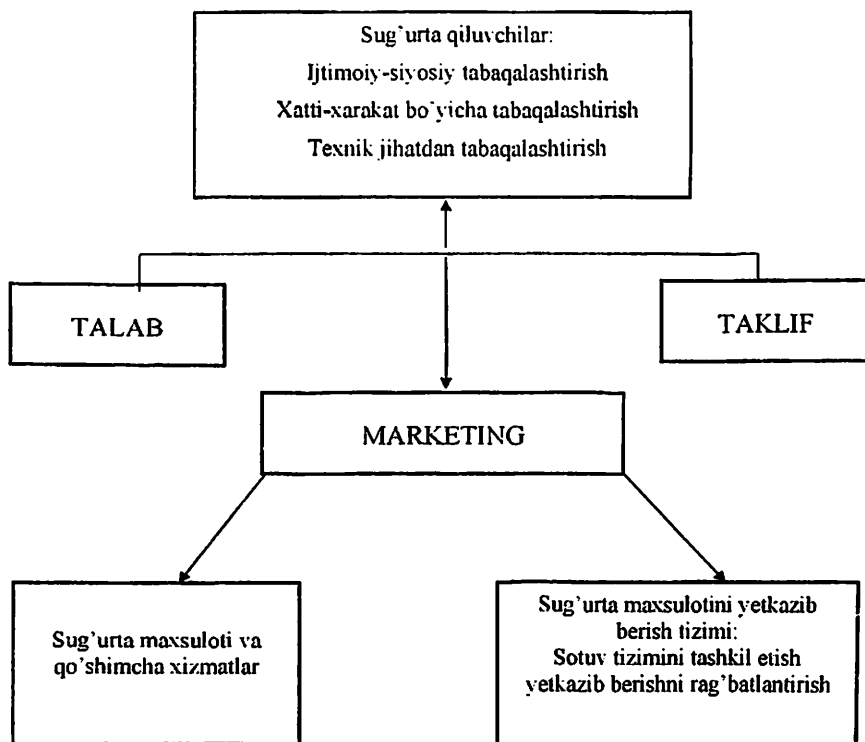 Sug`urta qiluvchilar:
Ijtimoiy-siyosiy tabaqalashtirish
Xatti-xarakat bo`yicha tabaqalashtirish
Texnik jihatdan tabaqalashtirish
TALAB
TAKLIF
MARKETING
Sug'urta maxsuloti va
qo'shimcha xizmatlar
Sug'urta maxsulotini yetkazib
berish tizimi:
Sotuv tizimini tashkil etish
yetkazib berishni rag'batlantirish